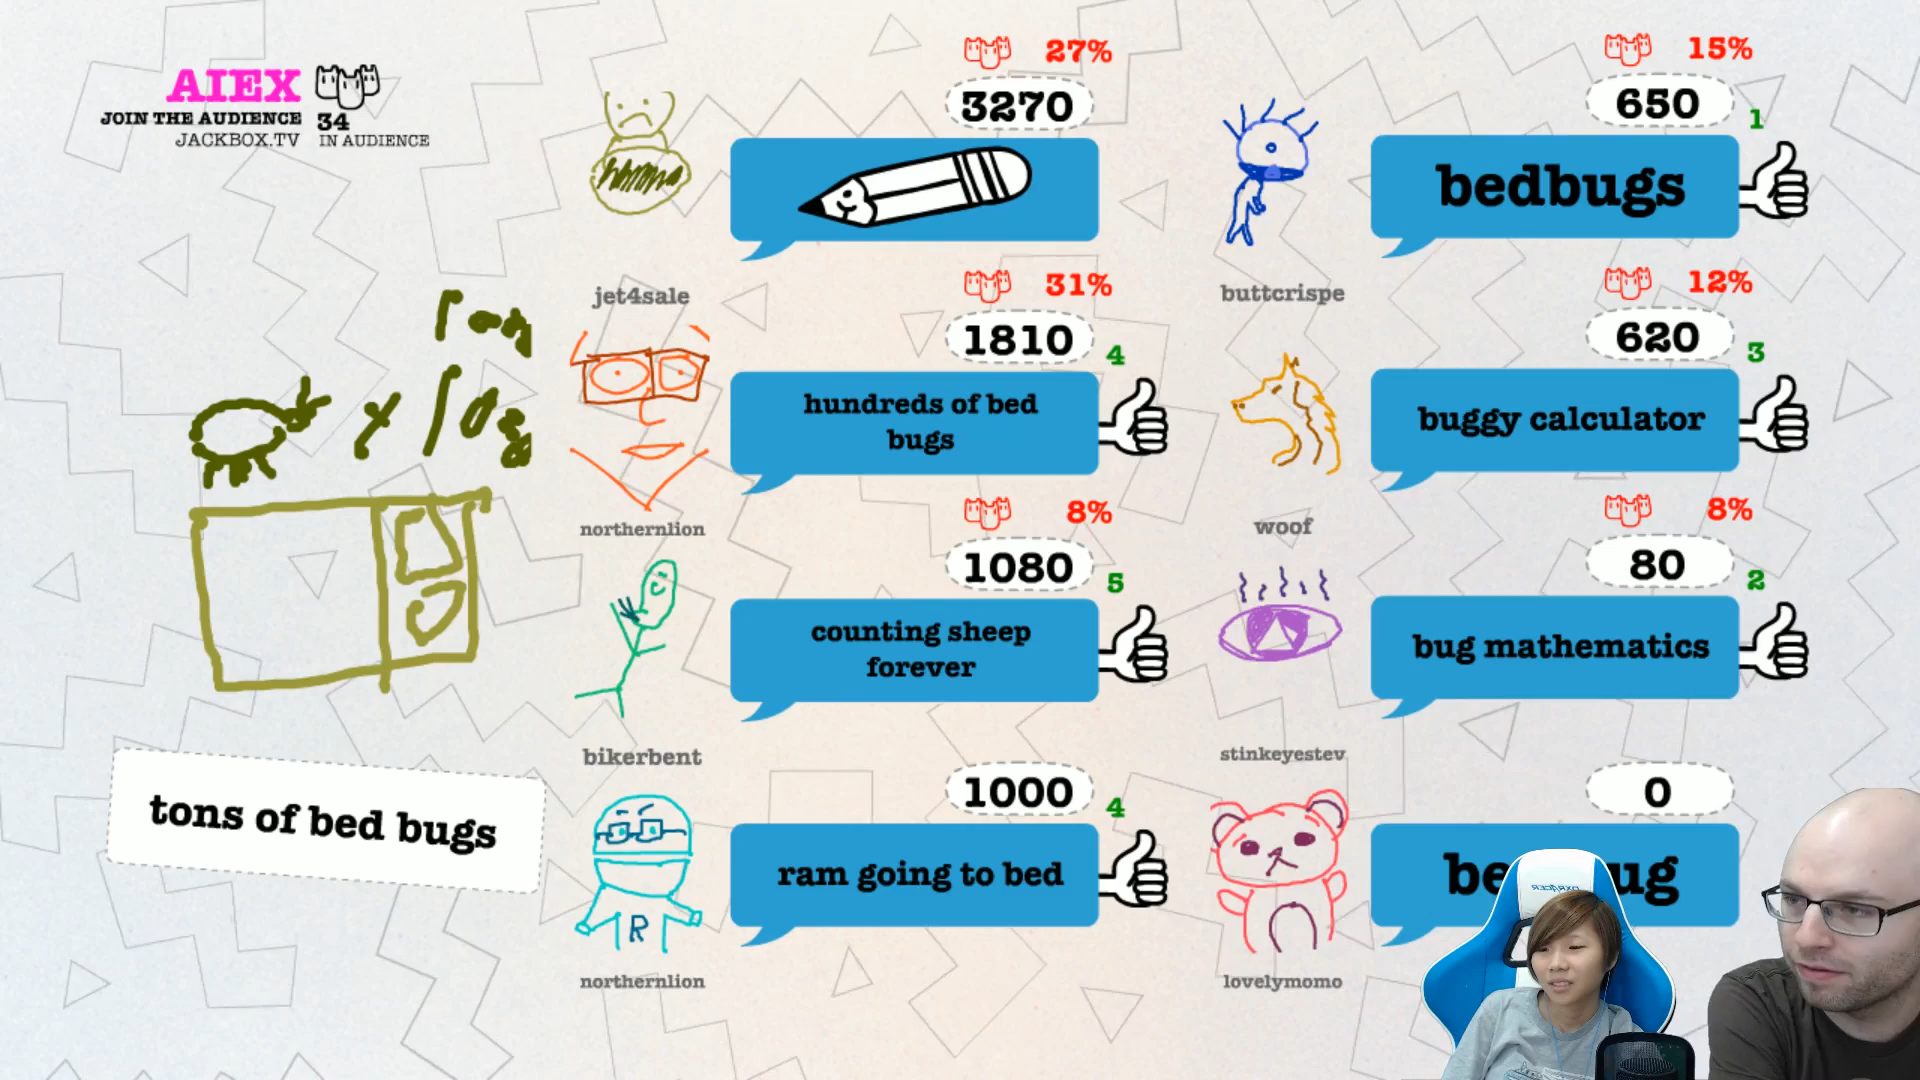 AIEX
JOIN THE AUDIENCE
JACKBOX.TV
34
IN AUDIENCE
tons of bed bugs
27%
3270
jet4sale
31%
1810
4
hundreds of bed
bugs
northernlion
8%
1080
5
counting sheep
forever
bikerbent
1000
4
ram going to bed
R
northernlion
15%
650
1
bedbugs
buttcrispe
12%
620
3
buggy calculator
woof
8%
80
2
bug mathematics
stinkeyestev
0
lovelymomo